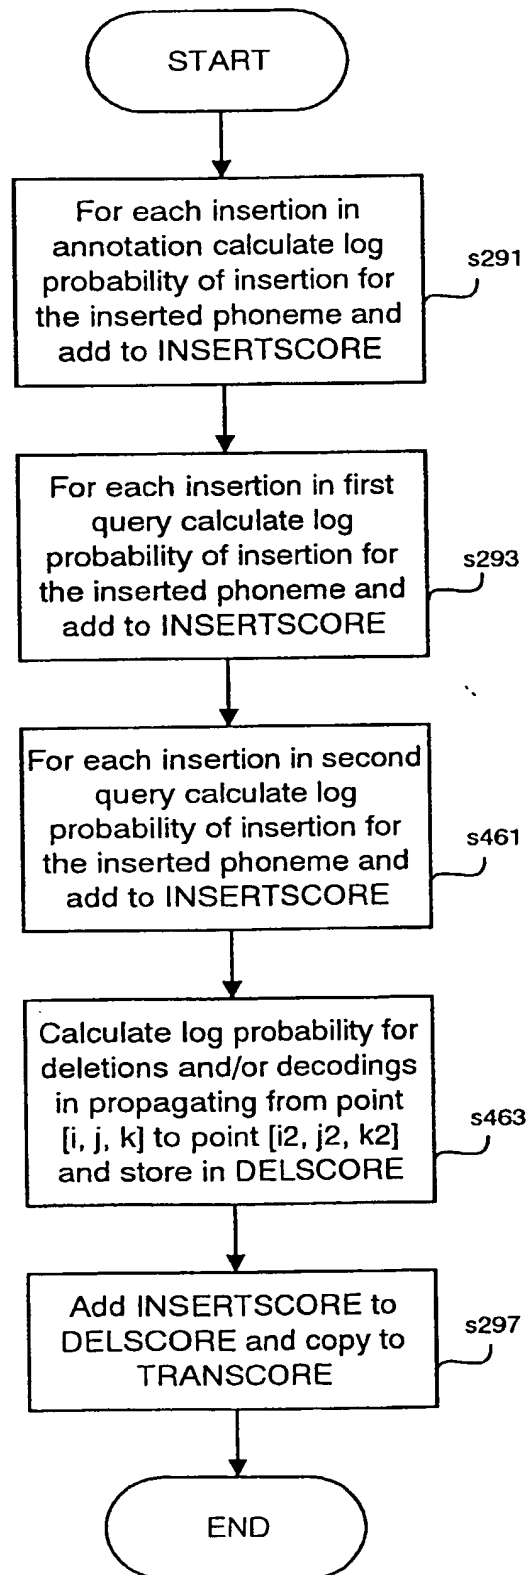 START
For each insertion in
annotation calculate log
probability of insertion for
the inserted phoneme and
add to INSERTSCORE
s291
For each insertion in first
query calculate log
probability of insertion for
the inserted phoneme and
add to INSERTSCORE
s293
For each insertion in second
query calculate log
probability of insertion for
the inserted phoneme and
add to INSERTSCORE
s461
Calculate log probability for
deletions and/or decodings
in propagating from point
[i, j, k] to point [i2, j2, k2]
and store in DELSCORE
s463
Add INSERTSCORE to
DELSCORE and copy to
TRANSCORE
s297
END